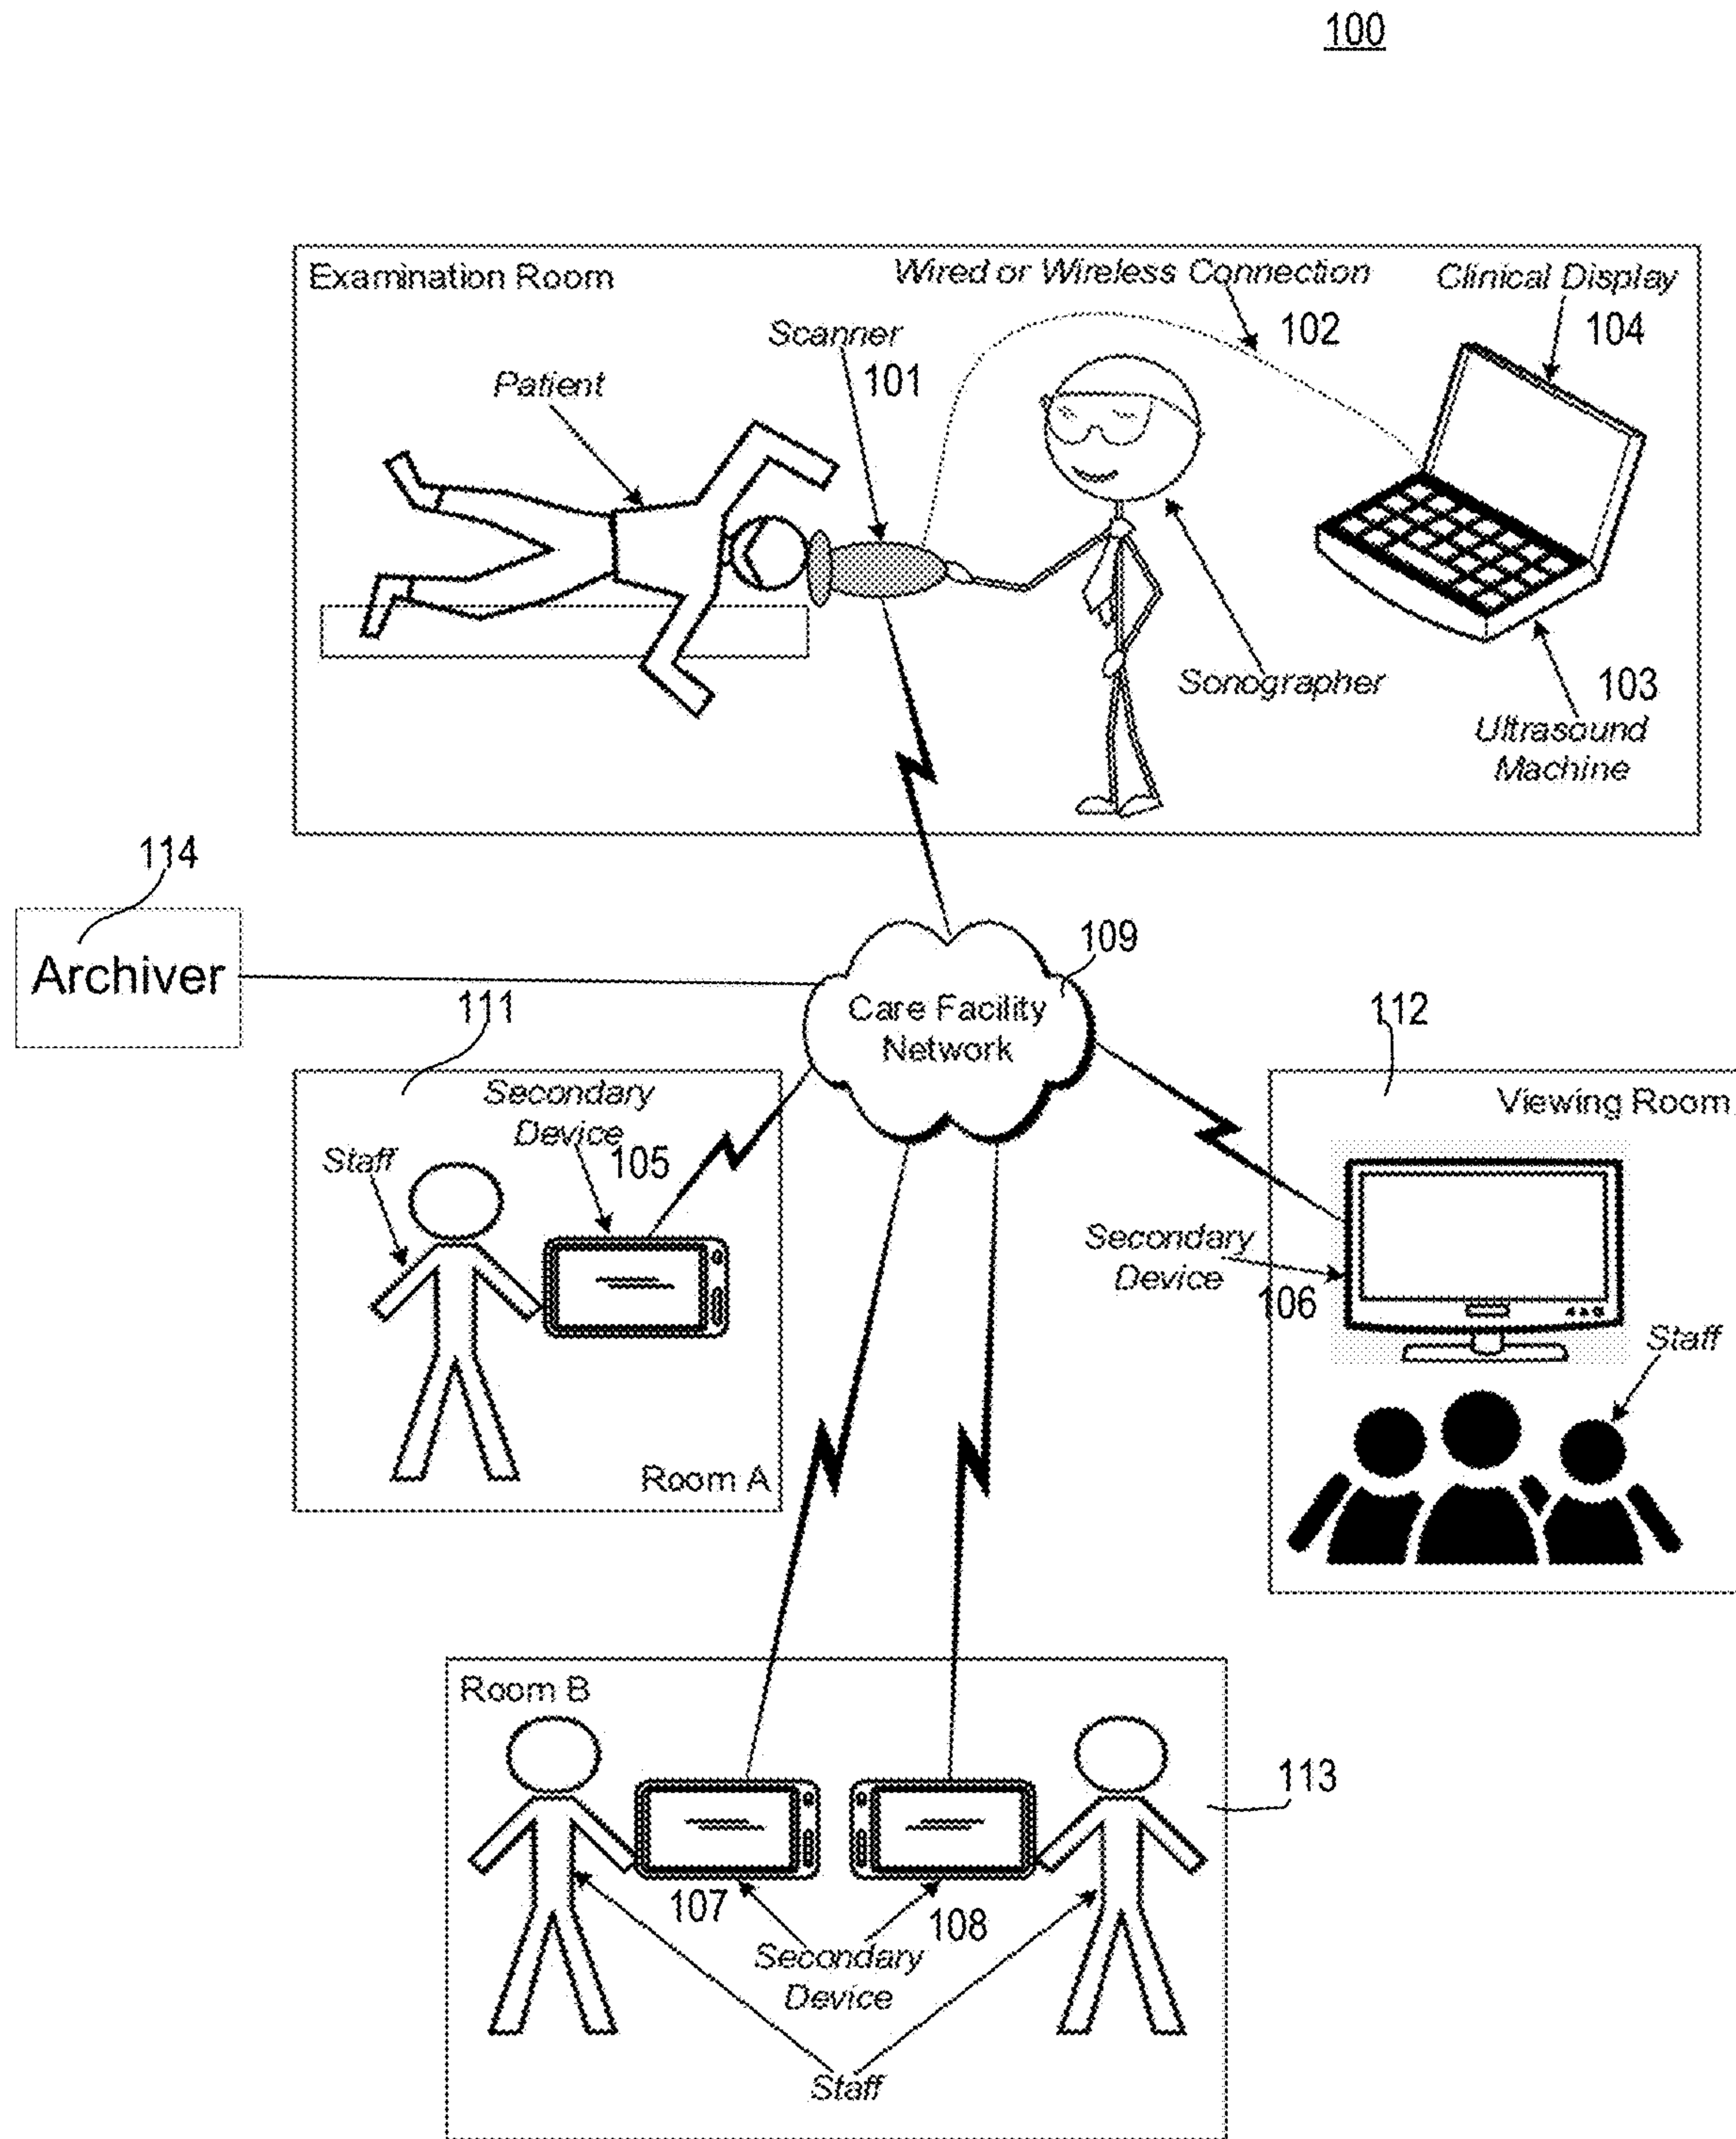 100
Examination Room
Wired or Wireless Connection
102
Clinical Display
104
Scanner
101
Patient
Sonographer
103
Ultrasound
Machine
114
Archiver
109
Care Facility
Network
111
Secondary
Device
105
Staff
Room A
112
Viewing Room
Secondary
Device
106
Staff
Room B
113
107
108
Secondary
Device
Staff